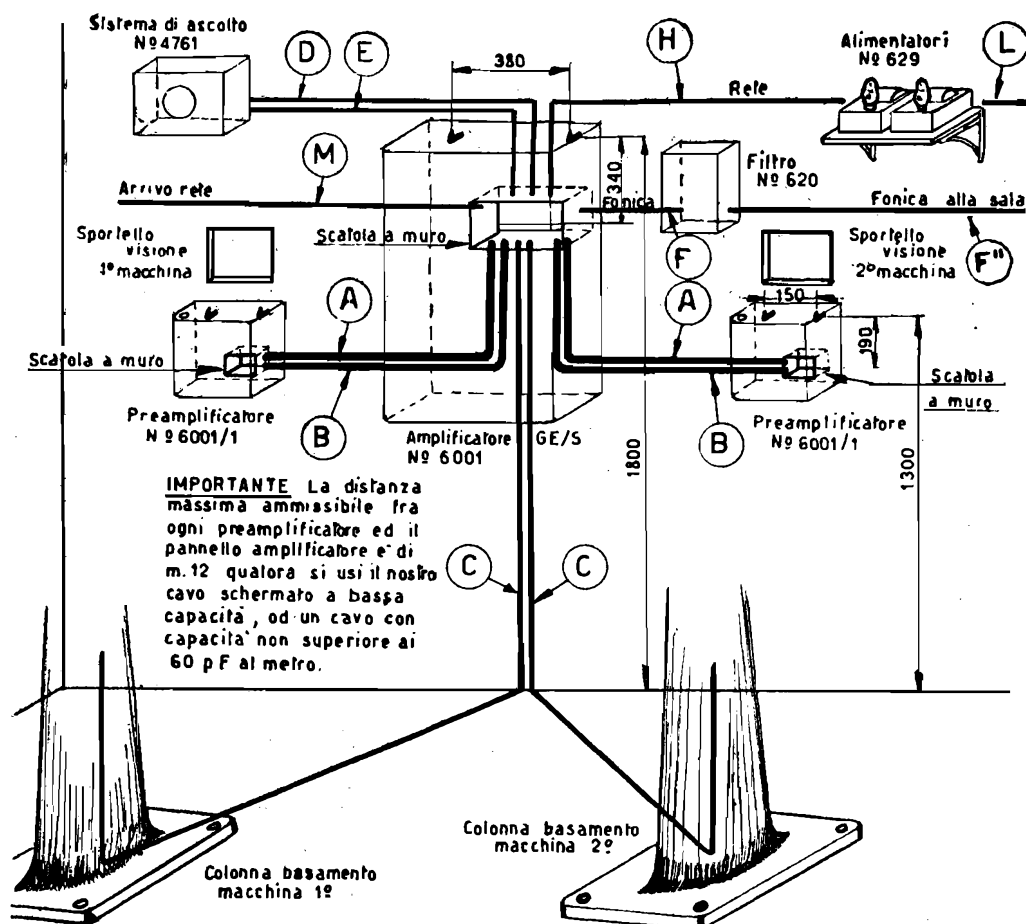 Sistema di ascolto
Nº 4761
D
E
380
H
Rete
Alimentatori
Nº 629
L
M
Arrivo rete
340
Fonica
Filtro
Nº 620
Fonica alla sala
Sportello
visione
1º macchina
Scatola a muro
F
F"
Sportello
visione
2º macchina
A
A
150
190
Scatola a muro
Scatola
a muro
Preamplificatore
Nº 6001/1
B
Amplificatore GE/S
Nº 6001
B
Preamplificatore
Nº 6001/1
1800
1300
IMPORTANTE La distanza
massima ammissibile fra
ogni preamplificatore ed il
pannello amplificatore e' di
m. 12 qualora si usi il nostro
cavo schermato a bassa
capacità, od un cavo con
capacità non superiore ai
60 pF al metro.
C
C
Colonna basamento
macchina 1º
Colonna basamento
macchina 2º